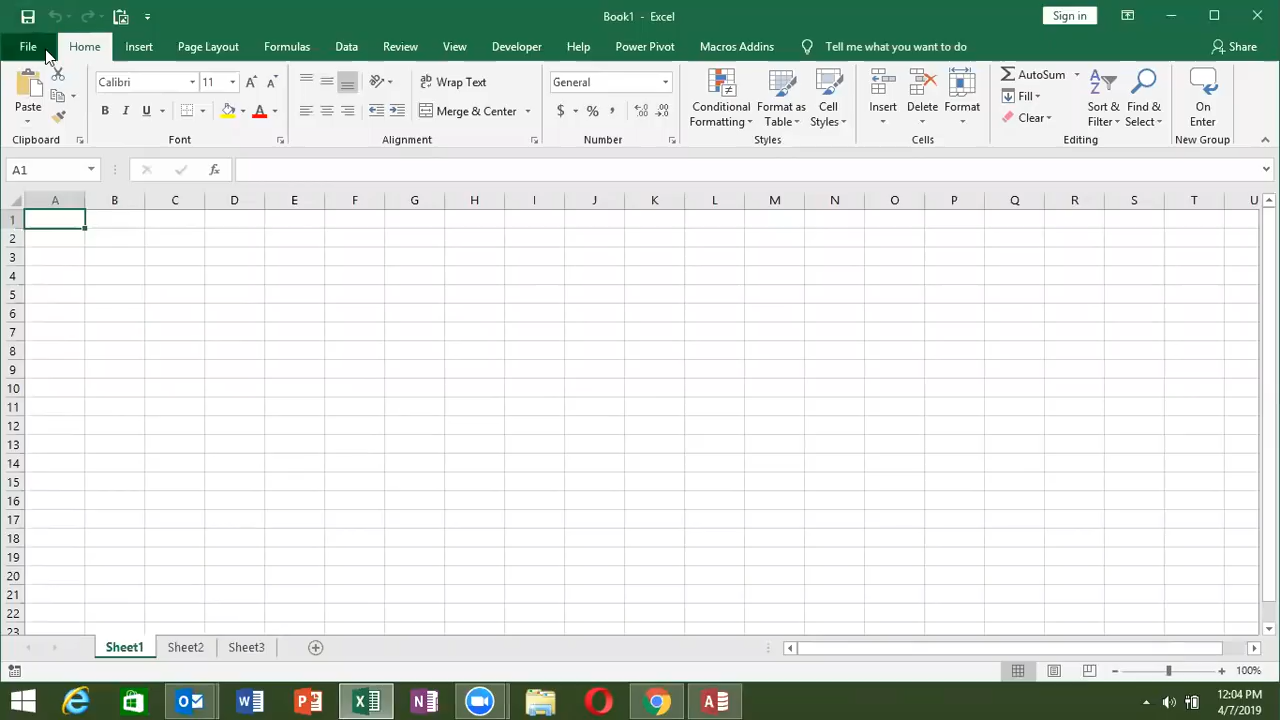 Book1 - Excel
Sign in
File Home Insert Page Layout Formulas Data Review View Developer Help Power Pivot Macros Addins Tell me what you want to do Share
Calibri 11 Wrap Text General AutoSum
Paste Conditional Formatting Format as Table Cell Styles Insert Delete Format Fill Sort & Filter Find & Select On Enter
B I U A Merge & Center $ % , Clear
Clipboard Font Alignment Number Styles Cells Editing New Group
A1 fx
A B C D E F G H I J K L M N O P Q R S T U
1
2
3
4
5
6
7
8
9
10
11
12
13
14
15
16
17
18
19
20
21
22
23
Sheet1 Sheet2 Sheet3
100%
12:04 PM
4/7/2019